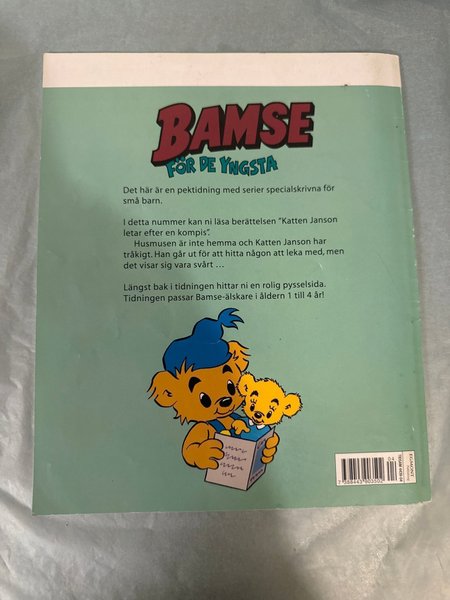 BAMSE
FÖR DE YNGSTA
Det här är en pektidning med serier specialskrivna för
små barn.
I detta nummer kan ni läsa berättelsen "Katten Janson
letar efter en kompis".
Husmusen är inte hemma och Katten Janson har
tråkigt. Han går ut för att hitta någon att leka med, men
det visar sig vara svårt ...
Längst bak i tidningen hittar ni en rolig pysselsida.
Tidningen passar Bamse-älskare i åldern 1 till 4 år!
04